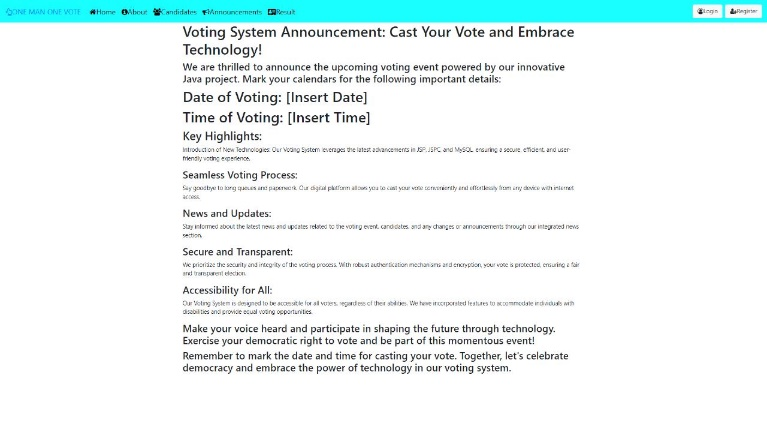 ONE MAN ONE VOTE Home About Candidates Announcements Result Login Register
Voting System Announcement: Cast Your Vote and Embrace
Technology!
We are thrilled to announce the upcoming voting event powered by our innovative
Java project. Mark your calendars for the following important details:
Date of Voting: [Insert Date]
Time of Voting: [Insert Time]
Key Highlights:
Introduction of New Technologies: Our Voting System leverages the latest advancements in JSP, JSPC, and MySQL, ensuring a secure, efficient, and user-
friendly voting experience.
Seamless Voting Process:
Say goodbye to long queues and paperwork. Our digital platform allows you to cast your vote conveniently and effortlessly from any device with internet
access.
News and Updates:
Stay informed about the latest news and updates related to the voting event, candidates, and any changes or announcements through our integrated news
section.
Secure and Transparent:
We prioritize the security and integrity of the voting process. With robust authentication mechanisms and encryption, your vote is protected, ensuring a fair
and transparent election.
Accessibility for All:
Our Voting System is designed to be accessible for all voters, regardless of their abilities. We have incorporated features to accommodate individuals with
disabilities and provide equal voting opportunities.
Make your voice heard and participate in shaping the future through technology.
Exercise your democratic right to vote and be part of this momentous event!
Remember to mark the date and time for casting your vote. Together, let's celebrate
democracy and embrace the power of technology in our voting system.